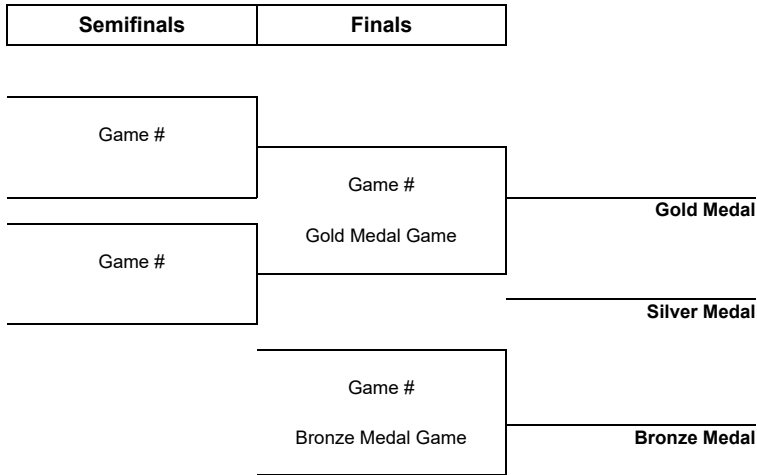 Semifinals Finals
Game #
Game #
Gold Medal
Gold Medal Game
Game #
Silver Medal
Game #
Bronze Medal Game Bronze Medal